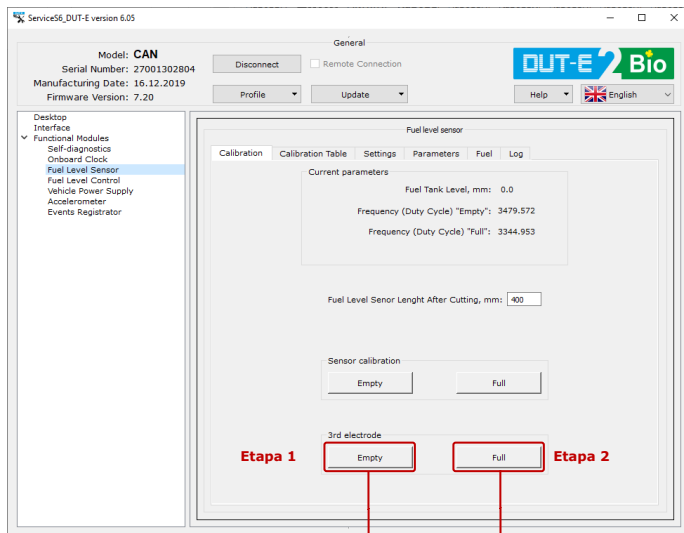 ServiceS6_DUT-E version 6.05
General
Model: CAN
Serial Number: 27001302804
Manufacturing Date: 16.12.2019
Firmware Version: 7.20
Disconnect
Remote Connection
Profile
Update
DUT-E 2 Bio
Help
English
Desktop
Interface
Functional Modules
Self-diagnostics
Onboard Clock
Fuel Level Sensor
Fuel Level Control
Vehicle Power Supply
Accelerometer
Events Registrator
Fuel level sensor
Calibration Calibration Table Settings Parameters Fuel Log
Current parameters
Fuel Tank Level, mm: 0.0
Frequency (Duty Cycle) "Empty": 3479.572
Frequency (Duty Cycle) "Full": 3344.953
Fuel Level Senor Lenght After Cutting, mm: 400
Sensor calibration
Empty Full
3rd electrode
Etapa 1 Empty Full Etapa 2